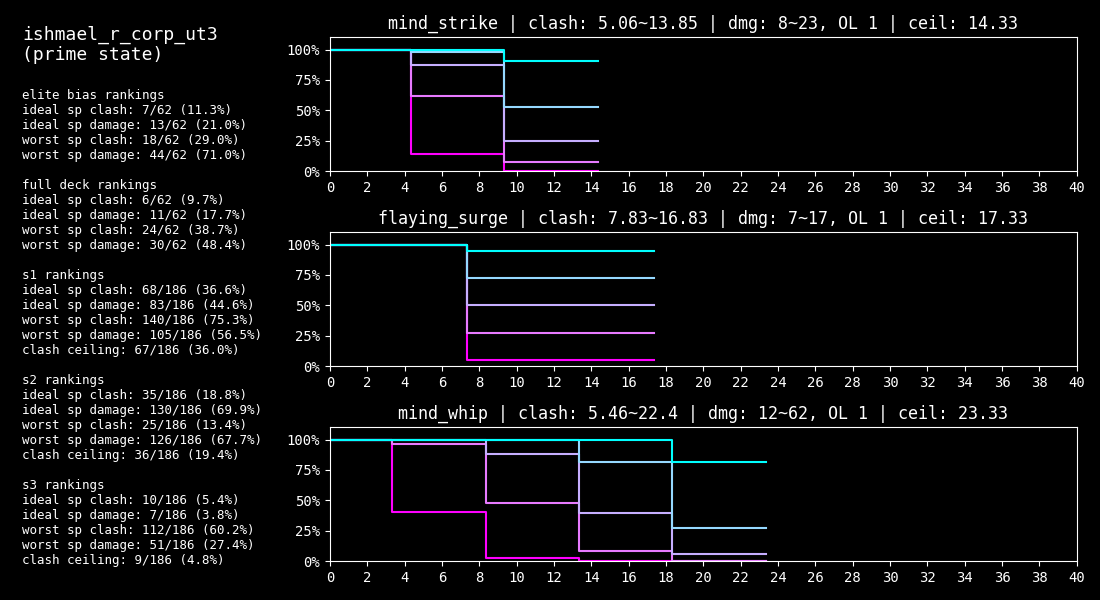 ishmael_r_corp_ut3
(prime state)
elite bias rankings
ideal sp clash: 7/62 (11.3%)
ideal sp damage: 13/62 (21.0%)
worst sp clash: 18/62 (29.0%)
worst sp damage: 44/62 (71.0%)
full deck rankings
ideal sp clash: 6/62 (9.7%)
ideal sp damage: 11/62 (17.7%)
worst sp clash: 24/62 (38.7%)
worst sp damage: 30/62 (48.4%)
s1 rankings
ideal sp clash: 68/186 (36.6%)
ideal sp damage: 83/186 (44.6%)
worst sp clash: 140/186 (75.3%)
worst sp damage: 105/186 (56.5%)
clash ceiling: 67/186 (36.0%)
s2 rankings
ideal sp clash: 35/186 (18.8%)
ideal sp damage: 130/186 (69.9%)
worst sp clash: 25/186 (13.4%)
worst sp damage: 126/186 (67.7%)
clash ceiling: 36/186 (19.4%)
s3 rankings
ideal sp clash: 10/186 (5.4%)
ideal sp damage: 7/186 (3.8%)
worst sp clash: 112/186 (60.2%)
worst sp damage: 51/186 (27.4%)
clash ceiling: 9/186 (4.8%)
mind_strike | clash: 5.06~13.85 | dmg: 8~23, OL 1 | ceil: 14.33
100%
75%
50%
25%
0%
0 2 4 6 8 10 12 14 16 18 20 22 24 26 28 30 32 34 36 38 40
flaying_surge | clash: 7.83~16.83 | dmg: 7~17, OL 1 | ceil: 17.33
100%
75%
50%
25%
0%
0 2 4 6 8 10 12 14 16 18 20 22 24 26 28 30 32 34 36 38 40
mind_whip | clash: 5.46~22.4 | dmg: 12~62, OL 1 | ceil: 23.33
100%
75%
50%
25%
0%
0 2 4 6 8 10 12 14 16 18 20 22 24 26 28 30 32 34 36 38 40